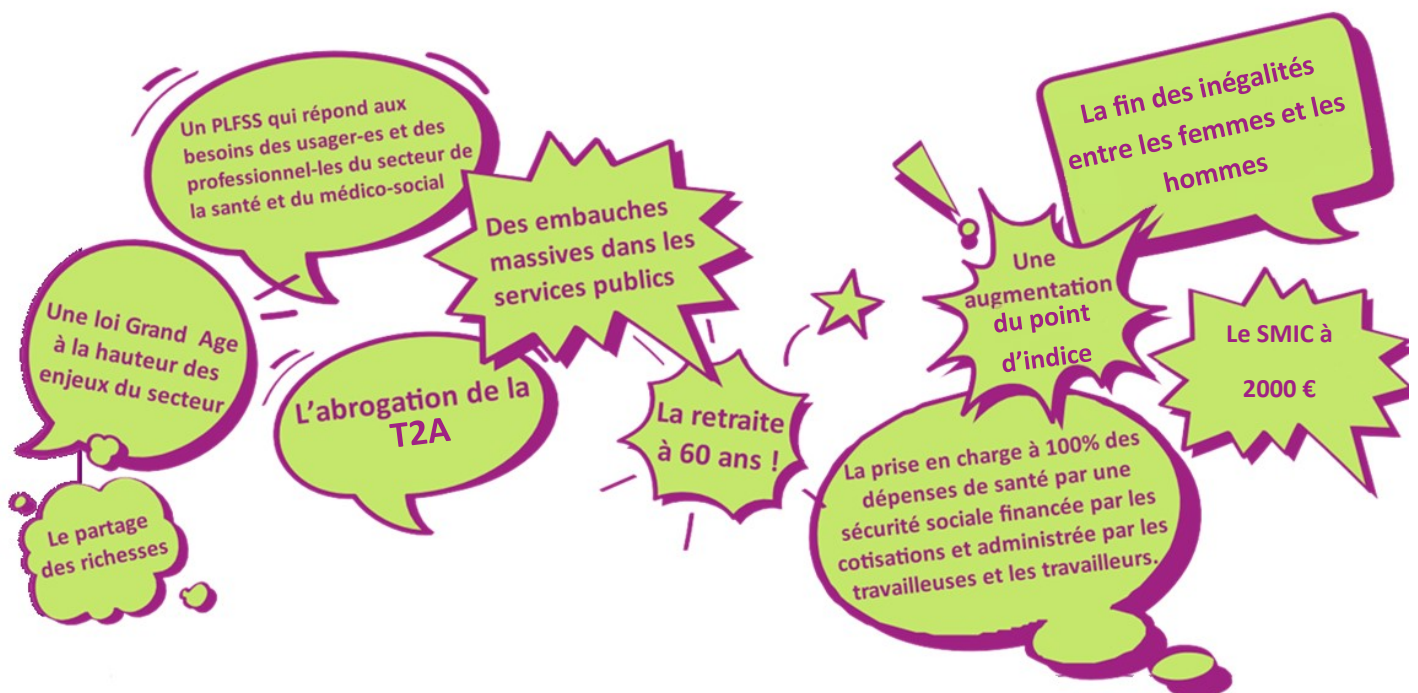 Un PLFSS qui répond aux
besoins des usager-es et des
professionnel-les du secteur de
la santé et du médico-social
Des embauches
massives dans les
services publics
La fin des inégalités
entre les femmes et les
hommes
Une loi Grand Age
à la hauteur des
enjeux du secteur
L’abrogation de la
T2A
La retraite
à 60 ans !
Une
augmentation
du point
d’indice
Le SMIC à
2000 €
Le partage
des richesses
La prise en charge à 100% des
dépenses de santé par une
sécurité sociale financée par les
cotisations et administrée par les
travailleuses et les travailleurs.